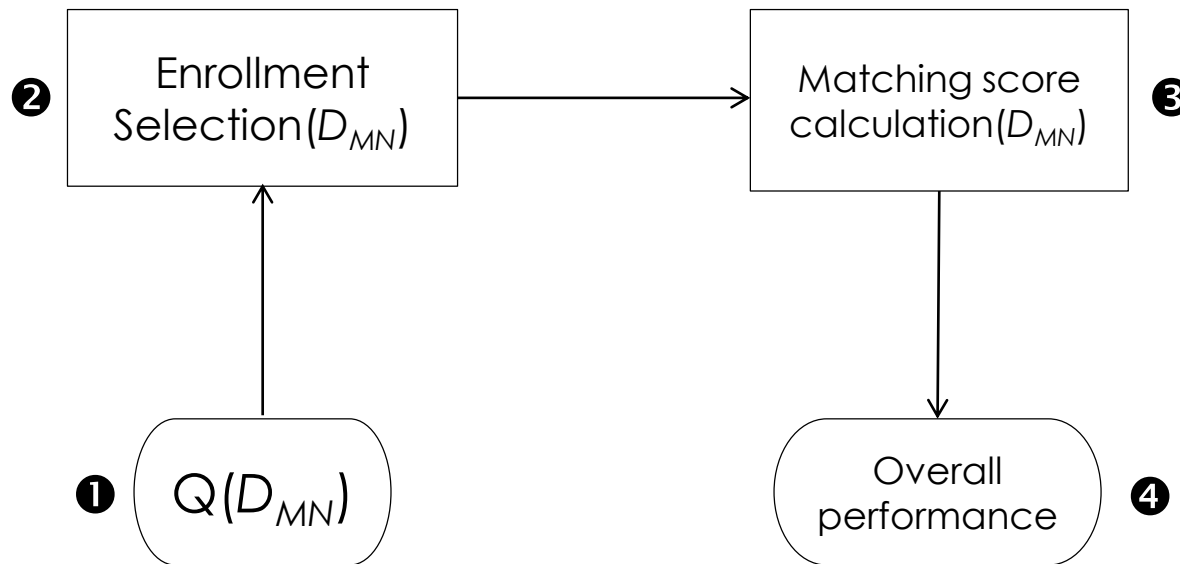 ❷
Enrollment
Selection(D_MN)
Matching score
calculation(D_MN)
❸
❶
Q(D_MN)
Overall
performance
❹